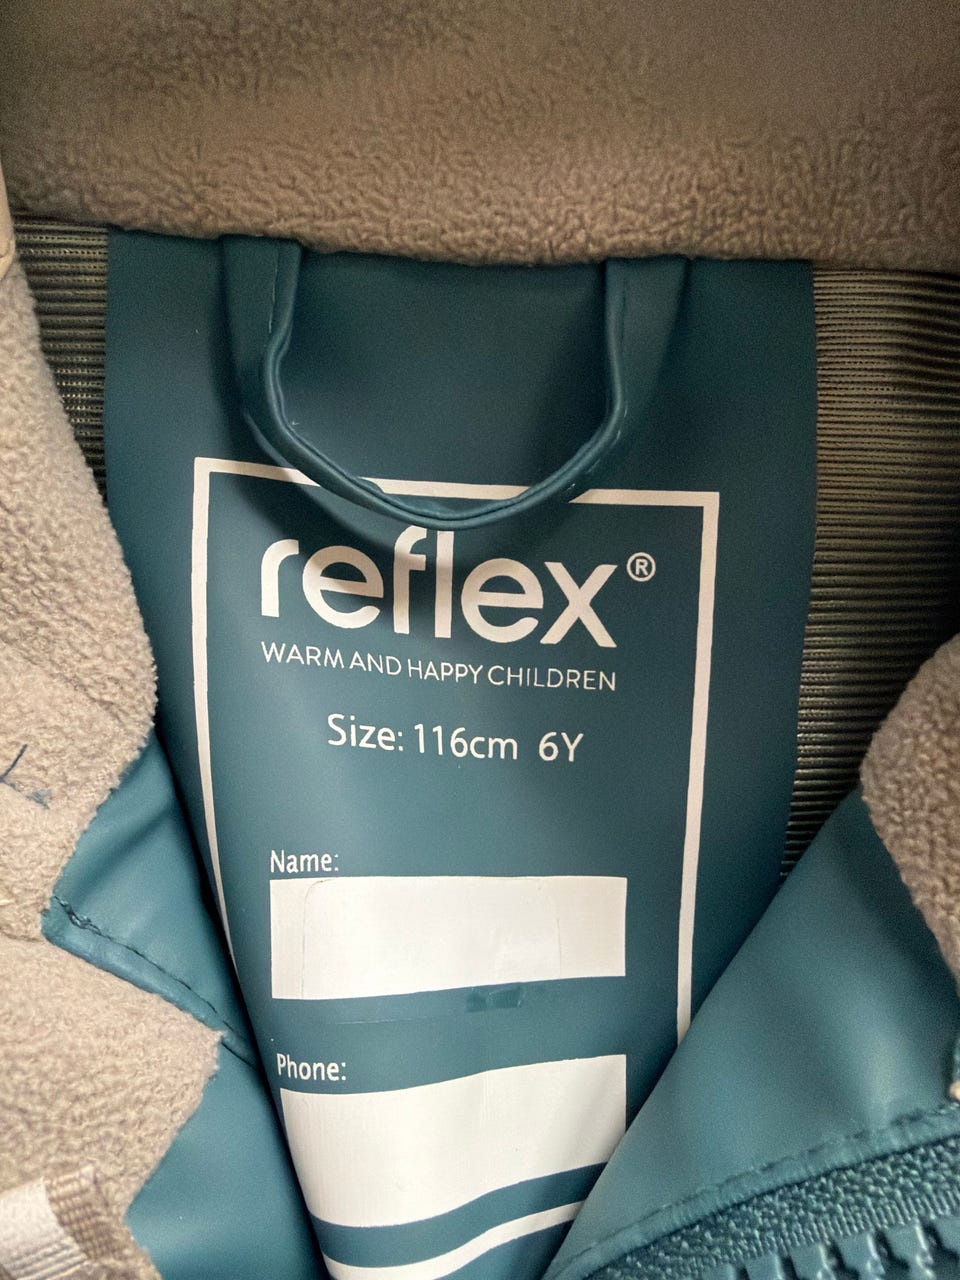 reflex®
WARM AND HAPPY CHILDREN
Size: 116cm 6Y
Name:
Phone: